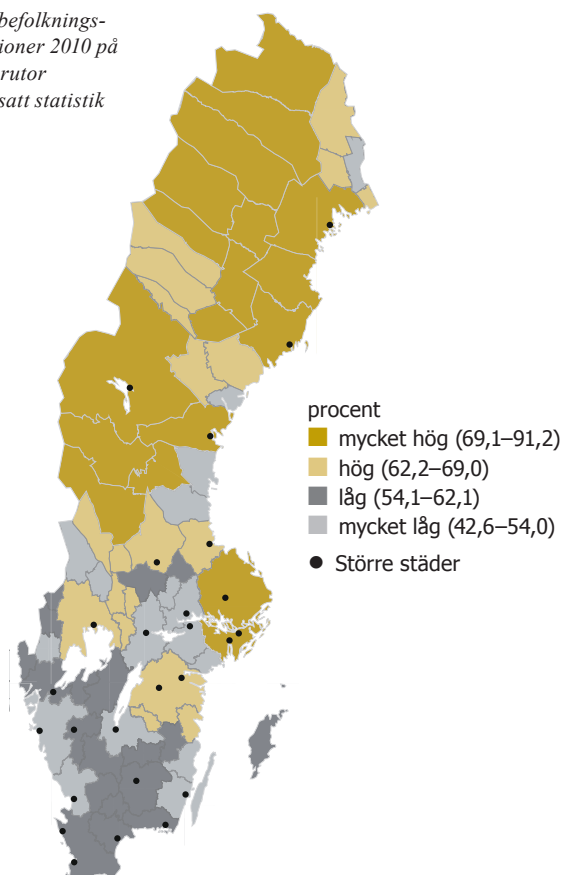 befolknings-
ioner 2010 på
rutor
satt statistik
procent
mycket hög (69,1–91,2)
hög (62,2–69,0)
låg (54,1–62,1)
mycket låg (42,6–54,0)
Större städer